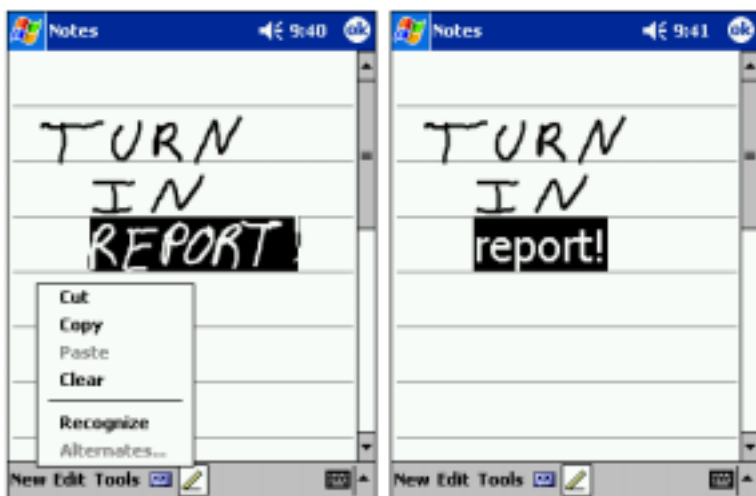 Notes 9:40 ok
TURN
IN
REPORT!
Cut
Copy
Paste
Clear
Recognize
Alternates...
New Edit Tools
Notes 9:41 ok
TURN
IN
report!
New Edit Tools